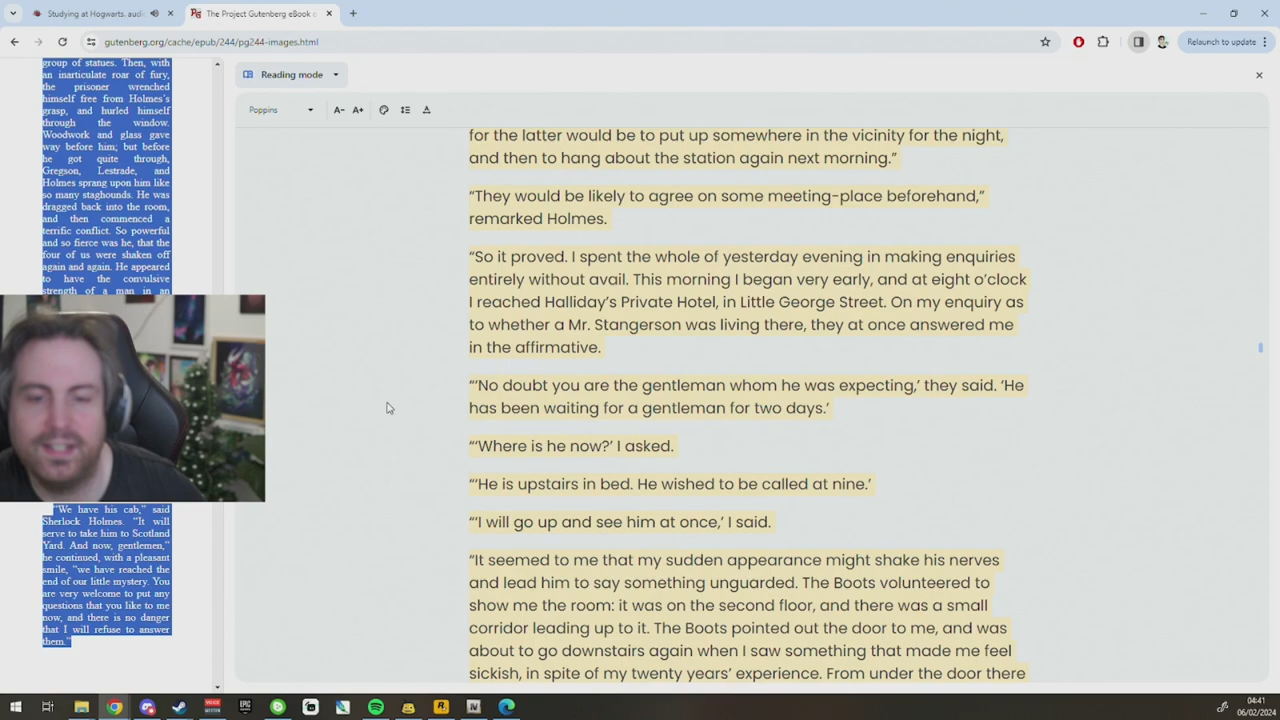 Studying at Hogwarts. audi
The Project Gutenberg eBook o
gutenberg.org/cache/epub/244/pg244-images.html
Relaunch to update
group of statues. Then, with
an inarticulate roar of fury,
the prisoner wrenched
himself free from Holmes's
grasp, and hurled himself
through the window.
Woodwork and glass gave
way before him; but before
he got quite through,
Gregson, Lestrade, and
Holmes sprang upon him like
so many staghounds. He was
dragged back into the room,
and then commenced a
terrific conflict. So powerful
and so fierce was he, that the
four of us were shaken off
again and again. He appeared
to have the convulsive
strength of a man in an
"We have his cab," said
Sherlock Holmes. "It will
serve to take him to Scotland
Yard. And now, gentlemen,"
he continued, with a pleasant
smile, "we have reached the
end of our little mystery. You
are very welcome to put any
questions that you like to me
now, and there is no danger
that I will refuse to answer
them."
Reading mode
Poppins
A-
A+
for the latter would be to put up somewhere in the vicinity for the night,
and then to hang about the station again next morning.”
“They would be likely to agree on some meeting-place beforehand,”
remarked Holmes.
“So it proved. I spent the whole of yesterday evening in making enquiries
entirely without avail. This morning I began very early, and at eight o’clock
I reached Halliday’s Private Hotel, in Little George Street. On my enquiry as
to whether a Mr. Stangerson was living there, they at once answered me
in the affirmative.
“‘No doubt you are the gentleman whom he was expecting,’ they said. ‘He
has been waiting for a gentleman for two days.’
“‘Where is he now?’ I asked.
“‘He is upstairs in bed. He wished to be called at nine.’
“‘I will go up and see him at once,’ I said.
“It seemed to me that my sudden appearance might shake his nerves
and lead him to say something unguarded. The Boots volunteered to
show me the room: it was on the second floor, and there was a small
corridor leading up to it. The Boots pointed out the door to me, and was
about to go downstairs again when I saw something that made me feel
sickish, in spite of my twenty years’ experience. From under the door there
04:41
06/02/2024